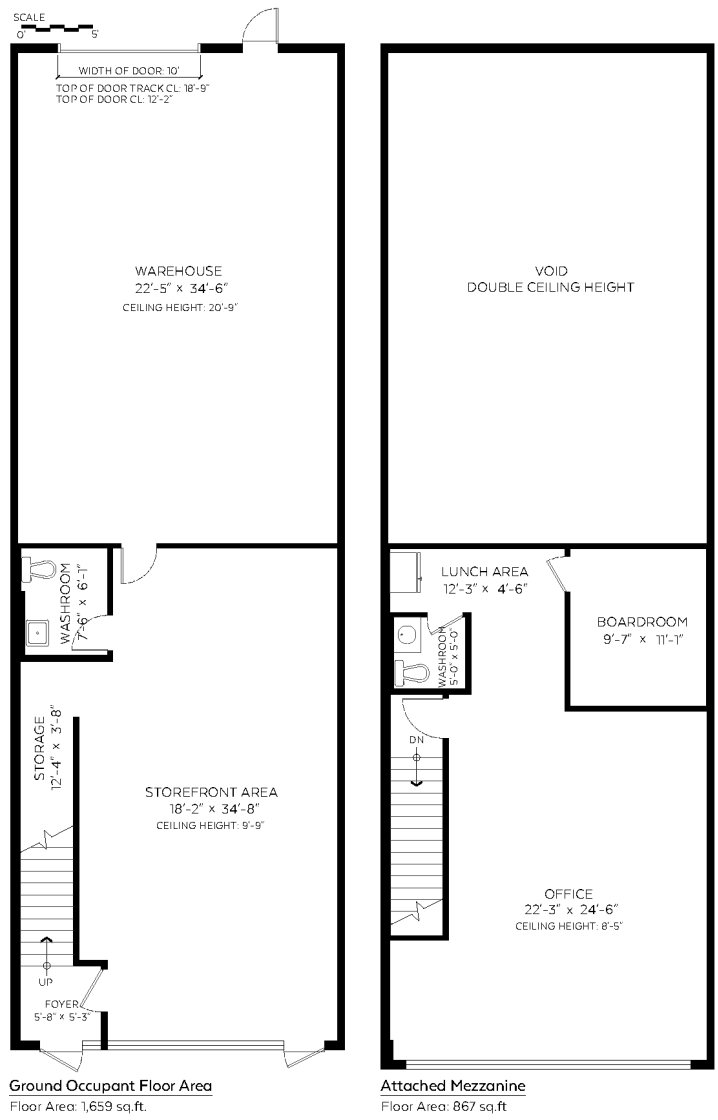 SCALE
0' 5'
WIDTH OF DOOR: 10'
TOP OF DOOR TRACK CL: 18'-9"
TOP OF DOOR CL: 12'-2"
WAREHOUSE
22'-5" x 34'-6"
CEILING HEIGHT: 20'-9"
WASHROOM
7'-6" x 6'-1"
STORAGE
12'-4" x 3'-8"
STOREFRONT AREA
18'-2" x 34'-8"
CEILING HEIGHT: 9'-9"
UP
FOYER
5'-8" x 5'-3"
Ground Occupant Floor Area
Floor Area: 1,659 sq.ft.
VOID
DOUBLE CEILING HEIGHT
LUNCH AREA
12'-3" x 4'-6"
BOARDROOM
9'-7" x 11'-1"
WASHROOM
5'-0" x 5'-0"
DN
OFFICE
22'-3" x 24'-6"
CEILING HEIGHT: 8'-5"
Attached Mezzanine
Floor Area: 867 sq.ft